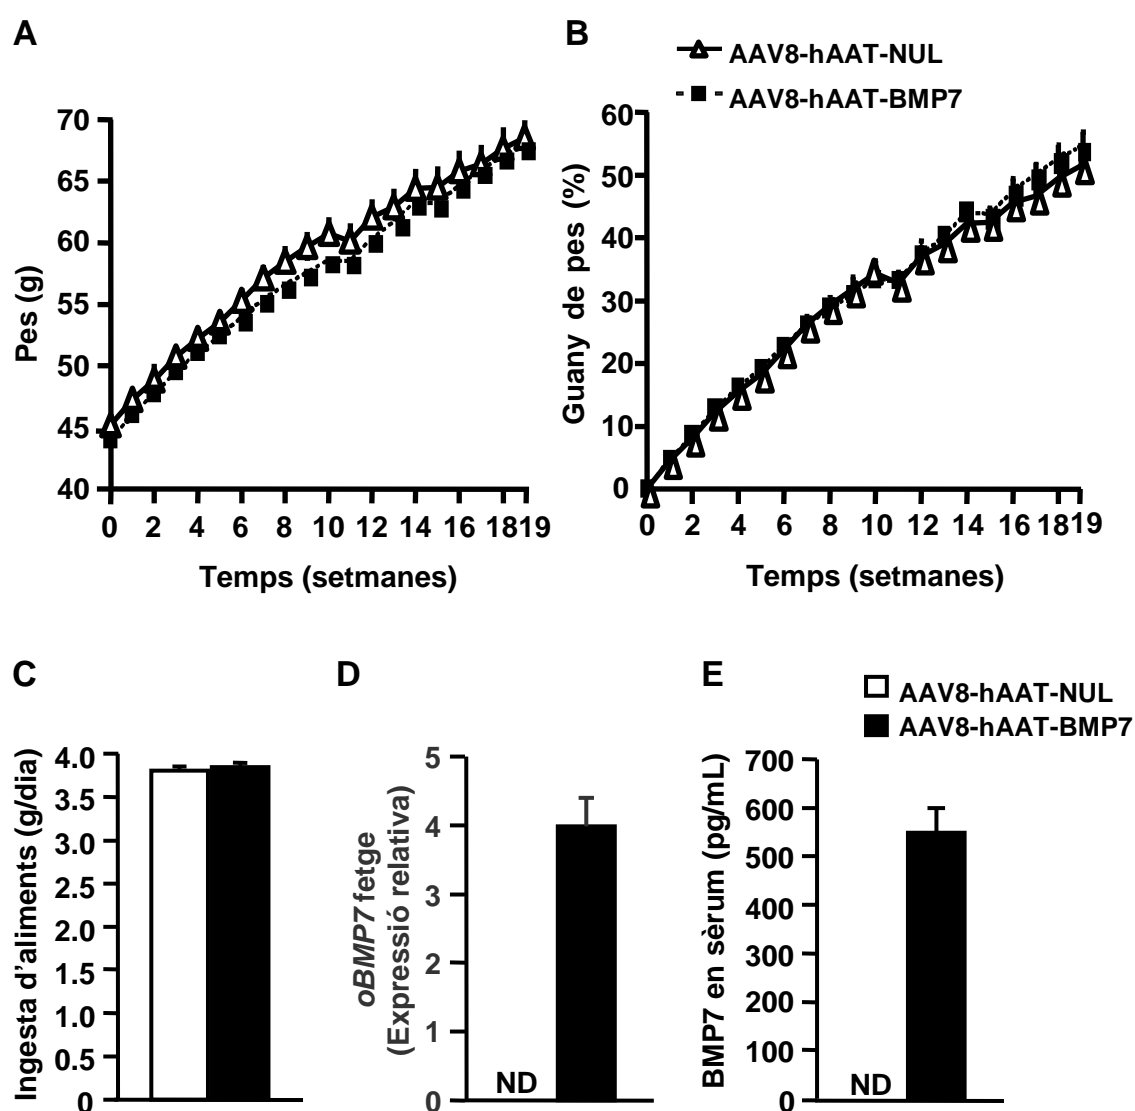 A
B
AAV8-hAAT-NUL
AAV8-hAAT-BMP7
Pes (g)
70
65
60
55
50
45
40
0 2 4 6 8 10 12 14 16 18 19
Temps (setmanes)
Guany de pes (%)
60
50
40
30
20
10
0
0 2 4 6 8 10 12 14 16 18 19
Temps (setmanes)
C
D
E
AAV8-hAAT-NUL
AAV8-hAAT-BMP7
Ingesta d’aliments (g/dia)
4.0
3.5
3.0
2.5
2.0
1.5
1.0
0.5
0
oBMP7 fetge
(Expressió relativa)
5
4
3
2
1
0
ND
BMP7 en sèrum (pg/mL)
700
600
500
400
300
200
100
0
ND